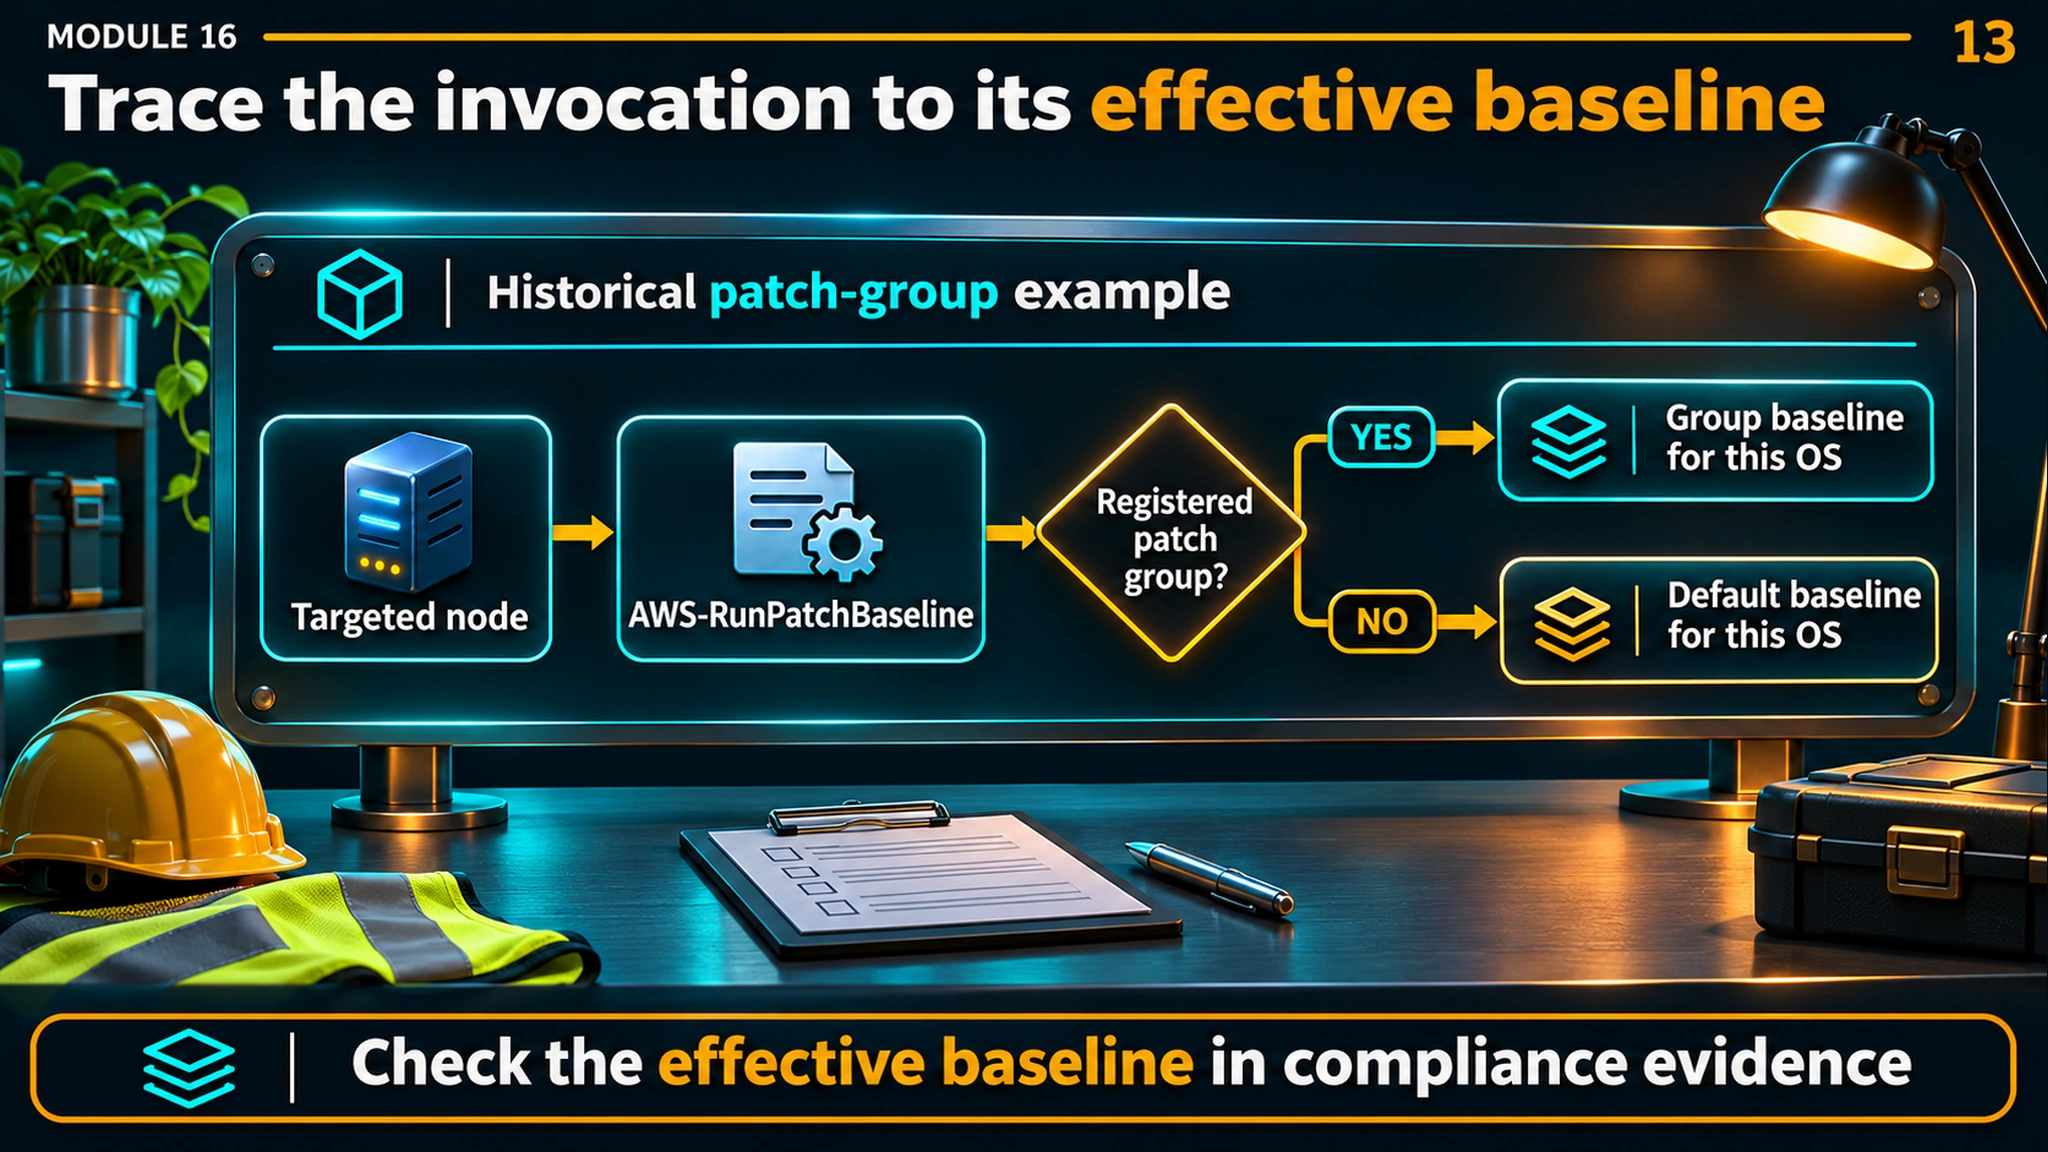 MODULE 16
13
Trace the invocation to its effective baseline
Historical patch-group example
Targeted node
AWS-RunPatchBaseline
Registered
patch
group?
YES
Group baseline
for this OS
NO
Default baseline
for this OS
Check the effective baseline in compliance evidence